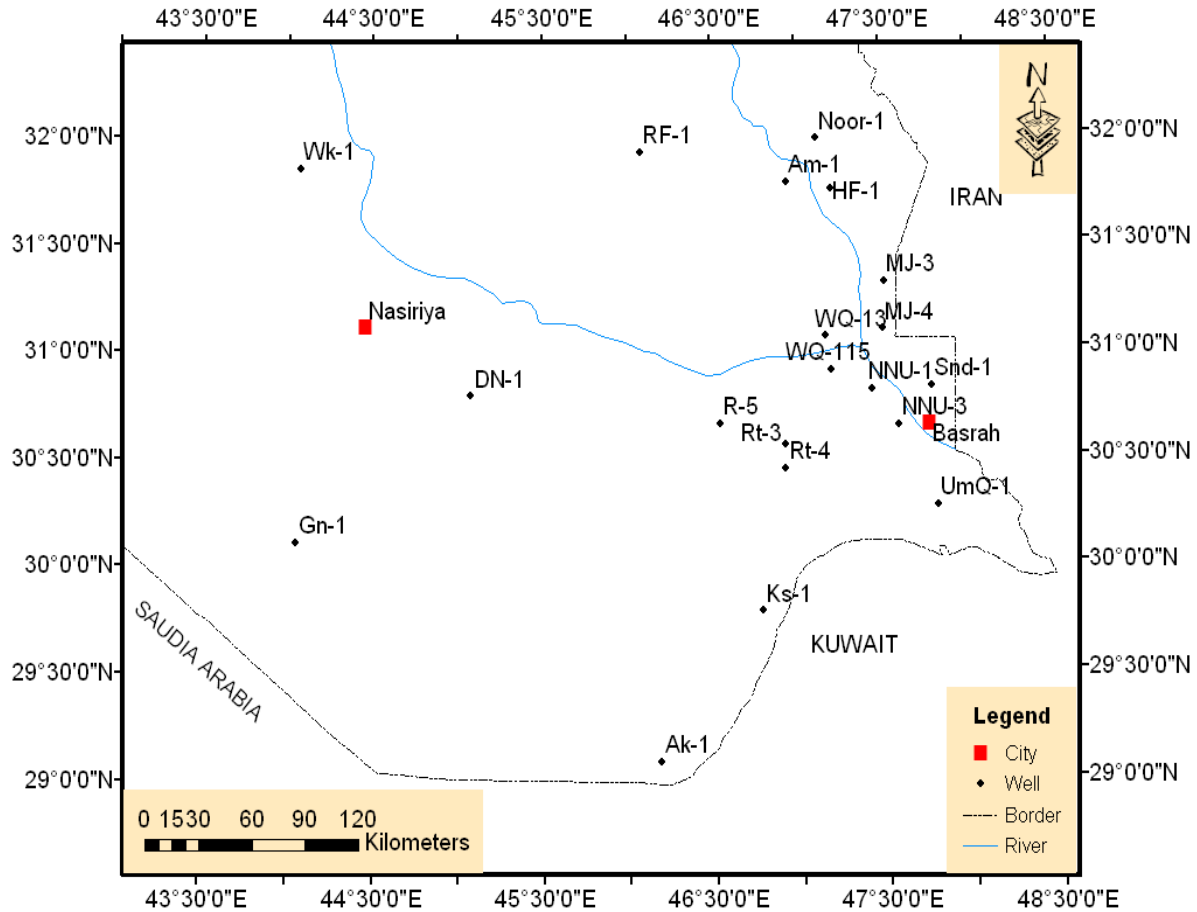 43°30'0"E 44°30'0"E 45°30'0"E 46°30'0"E 47°30'0"E 48°30'0"E
N
32°0'0"N
Wk-1
RF-1
Noor-1
Am-1
HF-1
32°0'0"N
IRAN
31°30'0"N
31°30'0"N
MJ-3
Nasiriya
WQ-13
MJ-4
31°0'0"N
31°0'0"N
WQ-115
NNU-1
Snd-1
DN-1
R-5
NNU-3
Rt-3
Basrah
Rt-4
30°30'0"N
30°30'0"N
UmQ-1
Gn-1
30°0'0"N
30°0'0"N
Ks-1
SAUDIA ARABIA
KUWAIT
29°30'0"N
29°30'0"N
Ak-1
29°0'0"N
29°0'0"N
Legend
City
Well
Border
River
0 1530 60 90 120
Kilometers
43°30'0"E 44°30'0"E 45°30'0"E 46°30'0"E 47°30'0"E 48°30'0"E